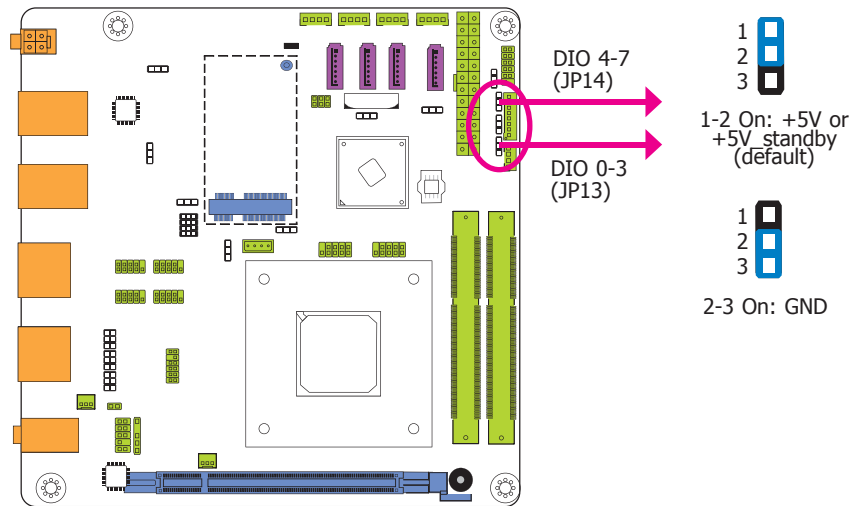 DIO 4-7
(JP14)
DIO 0-3
(JP13)
1
2
3
1-2 On: +5V or
+5V_standby
(default)
1
2
3
2-3 On: GND